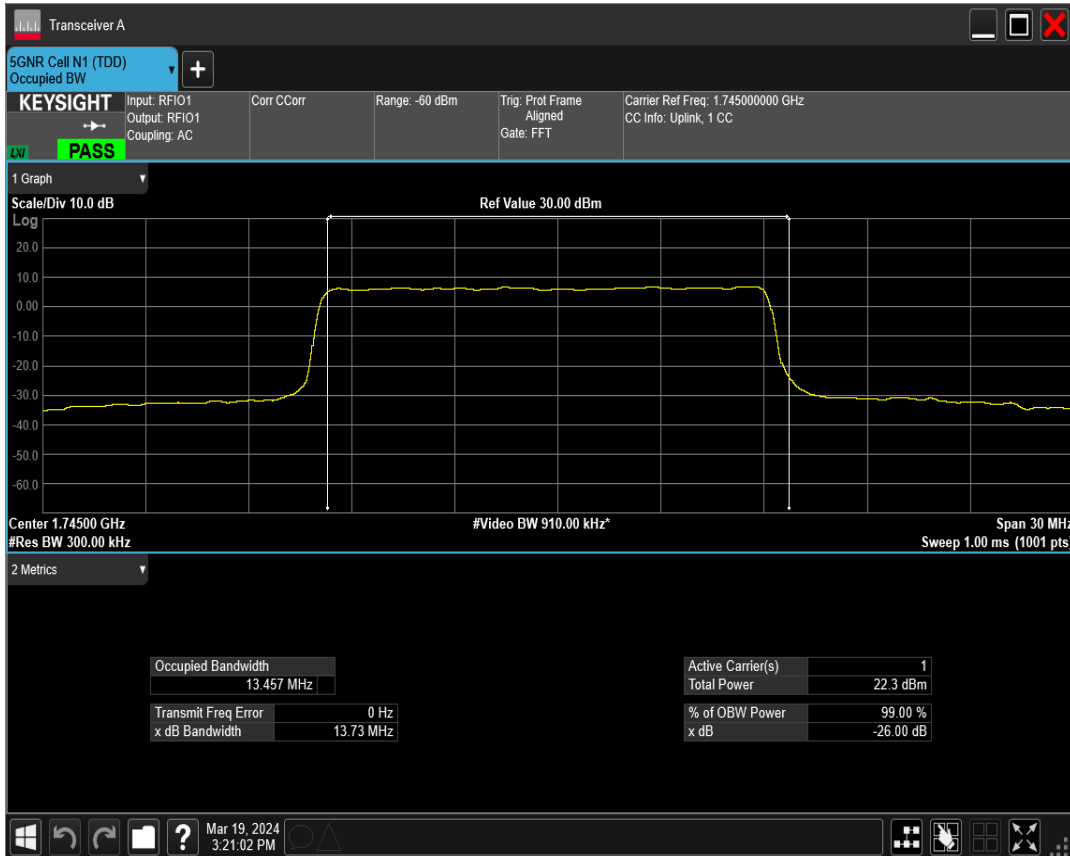 Transceiver A
5GNR Cell N1 (TDD)
Occupied BW
+
KEYSIGHT
LXI
PASS
Input: RFIO1
Output: RFIO1
Coupling: AC
Corr CCorr
Range: -60 dBm
Trig: Prot Frame
Aligned
Gate: FFT
Carrier Ref Freq: 1.745000000 GHz
CC Info: Uplink, 1 CC
1 Graph
Scale/Div 10.0 dB
Ref Value 30.00 dBm
Log
20.0
10.0
0.00
-10.0
-20.0
-30.0
-40.0
-50.0
-60.0
Center 1.74500 GHz
#Video BW 910.00 kHz*
Span 30 MHz
#Res BW 300.00 kHz
Sweep 1.00 ms (1001 pts)
2 Metrics
Occupied Bandwidth
13.457 MHz
Transmit Freq Error 0 Hz
x dB Bandwidth 13.73 MHz
Active Carrier(s) 1
Total Power 22.3 dBm
% of OBW Power 99.00 %
x dB -26.00 dB
?
Mar 19, 2024
3:21:02 PM